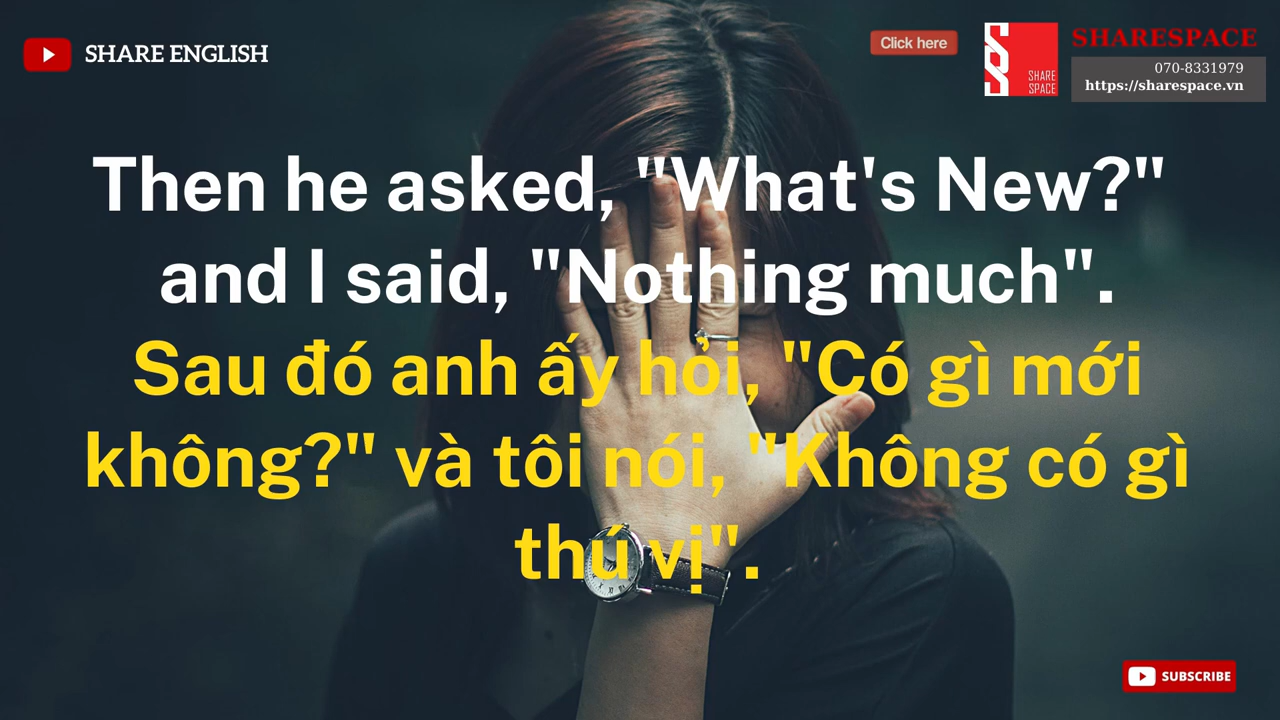 SHARE ENGLISH
Click here
SHARE
SPACE
SHARESPACE
070-8331979
https://sharespace.vn
Then he asked, "What's New?"
and I said, "Nothing much".
Sau đó anh ấy hỏi, "Có gì mới
không?" và tôi nói, "Không có gì
thú vị".
SUBSCRIBE